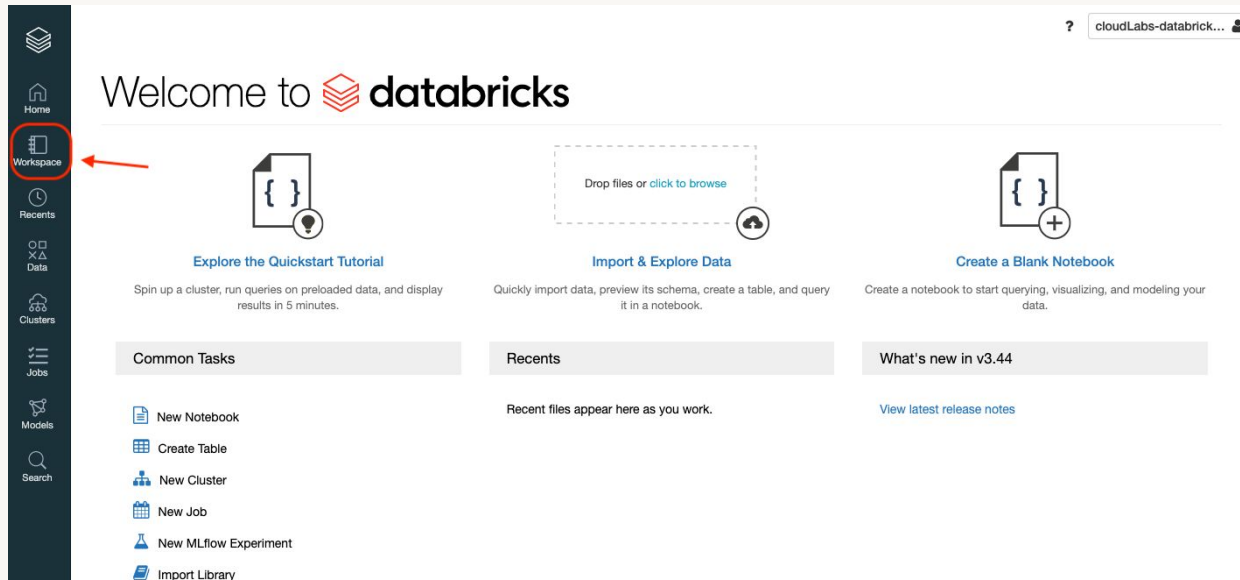 ? cloudLabs-databrick...
Home
Workspace
Recents
Data
Clusters
Jobs
Models
Search
Welcome to databricks
{ }
Drop files or click to browse
{ }
Explore the Quickstart Tutorial
Spin up a cluster, run queries on preloaded data, and display
results in 5 minutes.
Import & Explore Data
Quickly import data, preview its schema, create a table, and query
it in a notebook.
Create a Blank Notebook
Create a notebook to start querying, visualizing, and modeling your
data.
Common Tasks
New Notebook
Create Table
New Cluster
New Job
New MLflow Experiment
Import Library
Recents
Recent files appear here as you work.
What's new in v3.44
View latest release notes